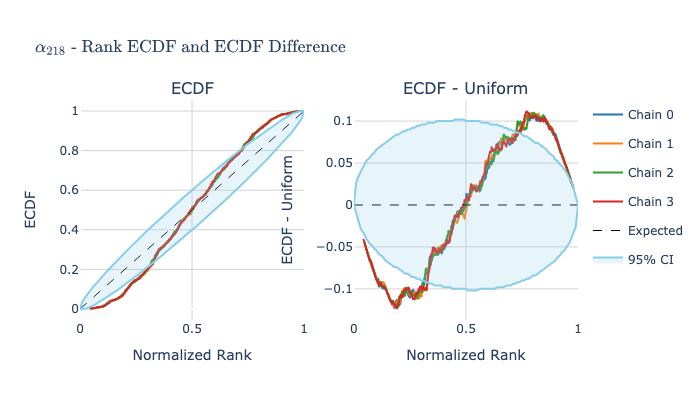 α₂₁₈ - Rank ECDF and ECDF Difference
ECDF
ECDF - Uniform
ECDF
1
0.8
0.6
0.4
0.2
0
0
0.5
1
Normalized Rank
ECDF - Uniform
0.1
0.05
0
−0.05
−0.1
0
0.5
1
Normalized Rank
Chain 0
Chain 1
Chain 2
Chain 3
Expected
95% CI